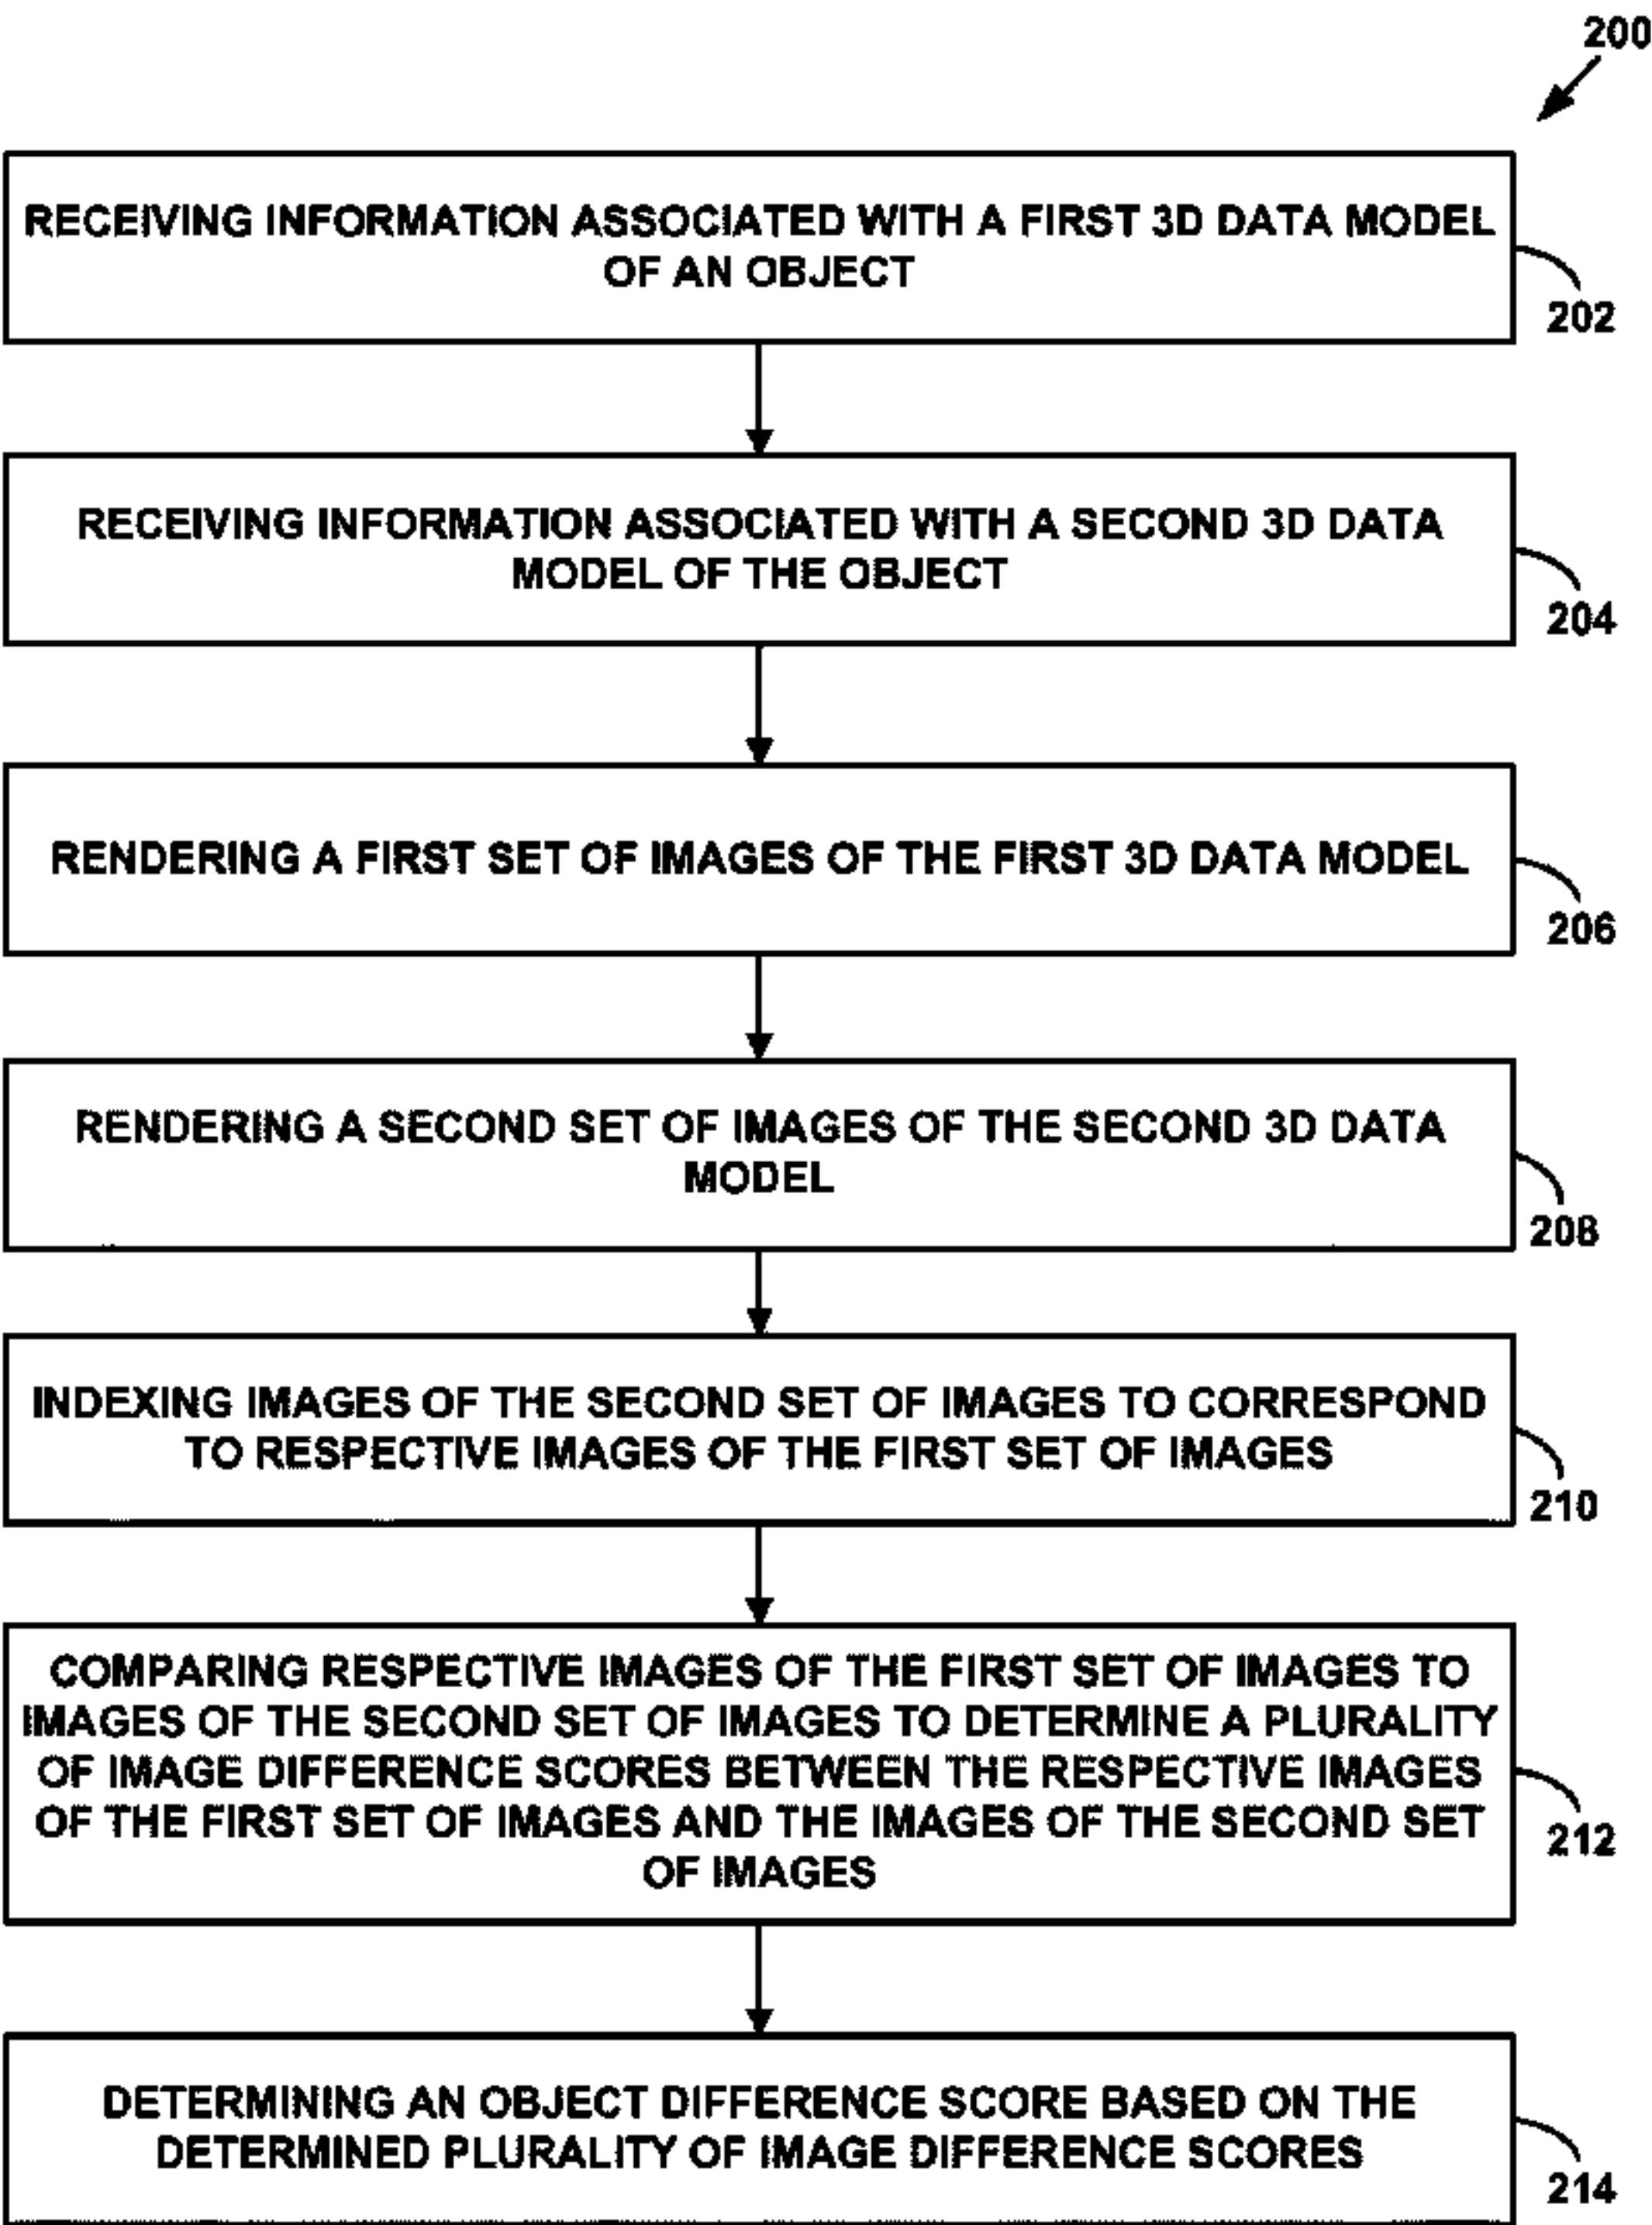 200
RECEIVING INFORMATION ASSOCIATED WITH A FIRST 3D DATA MODEL
OF AN OBJECT
202
RECEIVING INFORMATION ASSOCIATED WITH A SECOND 3D DATA
MODEL OF THE OBJECT
204
RENDERING A FIRST SET OF IMAGES OF THE FIRST 3D DATA MODEL
206
RENDERING A SECOND SET OF IMAGES OF THE SECOND 3D DATA
MODEL
208
INDEXING IMAGES OF THE SECOND SET OF IMAGES TO CORRESPOND
TO RESPECTIVE IMAGES OF THE FIRST SET OF IMAGES
210
COMPARING RESPECTIVE IMAGES OF THE FIRST SET OF IMAGES TO
IMAGES OF THE SECOND SET OF IMAGES TO DETERMINE A PLURALITY
OF IMAGE DIFFERENCE SCORES BETWEEN THE RESPECTIVE IMAGES
OF THE FIRST SET OF IMAGES AND THE IMAGES OF THE SECOND SET
OF IMAGES
212
DETERMINING AN OBJECT DIFFERENCE SCORE BASED ON THE
DETERMINED PLURALITY OF IMAGE DIFFERENCE SCORES
214